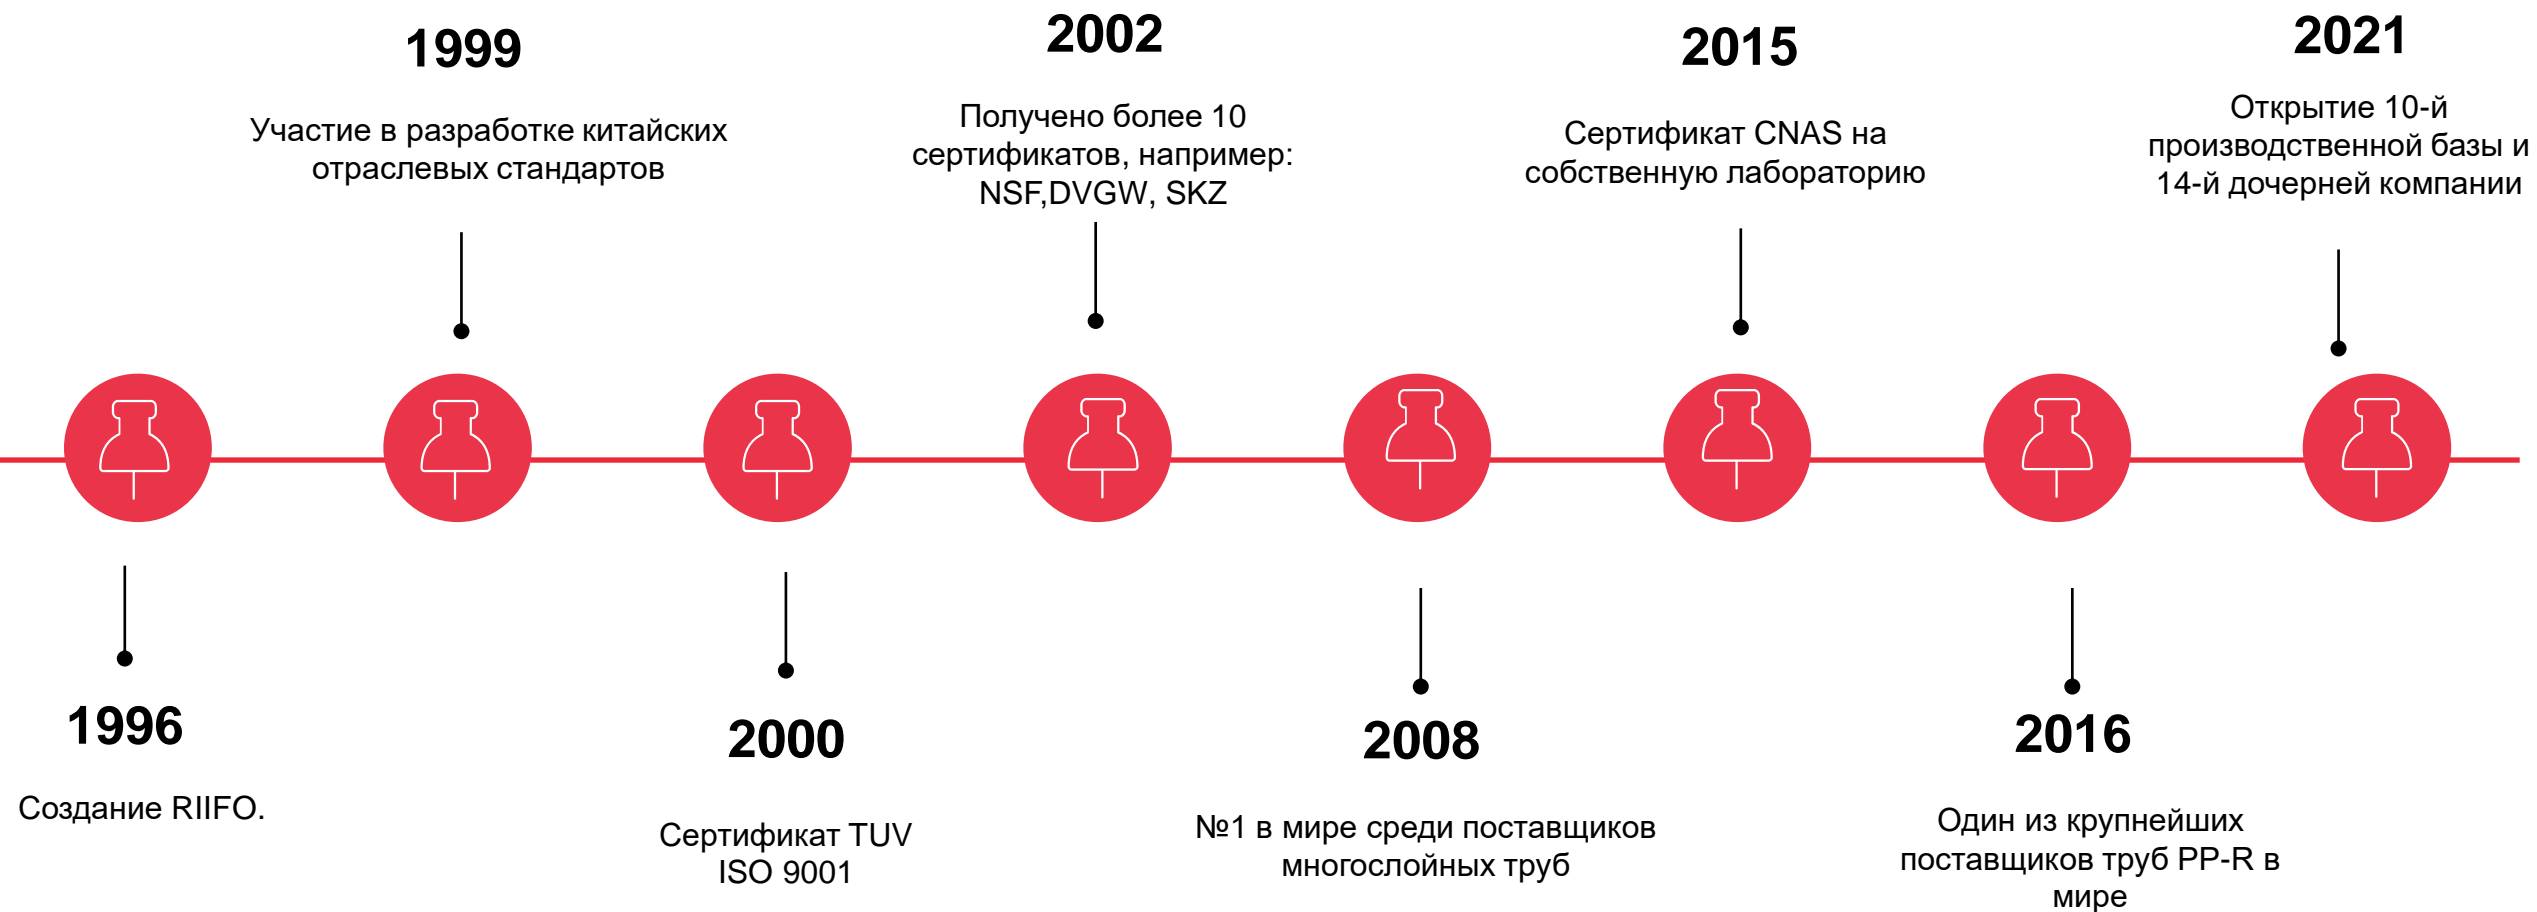 1999
Участие в разработке китайских
отраслевых стандартов
2002
Получено более 10
сертификатов, например:
NSF,DVGW, SKZ
2015
Сертификат CNAS на
собственную лабораторию
2021
Открытие 10-й
производственной базы и
14-й дочерней компании
1996
Создание RIIFO.
2000
Сертификат TUV
ISO 9001
2008
№1 в мире среди поставщиков
многослойных труб
2016
Один из крупнейших
поставщиков труб PP-R в
мире